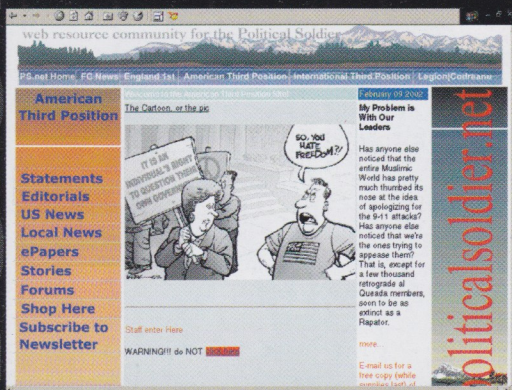 web resource community for the Political Soldier
PS.net Home FC News England 1st American Third Position International Third Position Legion|Codreanu
American
Third Position
Statements
Editorials
US News
Local News
ePapers
Stories
Forums
Shop Here
Subscribe to
Newsletter
Welcome to the American Third Position
The Cartoon, or the pic
IT IS AN
INDIVIDUAL'S RIGHT
TO QUESTION THEIR
OWN GOVERN
SO, YOU
HATE
FREEDOM?!
Staff enter Here
WARNING!!! do NOT
February 09 2002
My Problem is
With Our
Leaders
Has anyone else
noticed that the
entire Muslimic
World has pretty
much thumbed its
nose at the idea
of apologizing for
the 9-11 attacks?
Has anyone else
noticed that we're
the ones trying to
appease them?
That is, except for
a few thousand
retrograde al
Queada members,
soon to be as
extinct as a
Rapator.
more...
E-mail us for a
free copy (while
supplies last) of
politicalsoldier.net